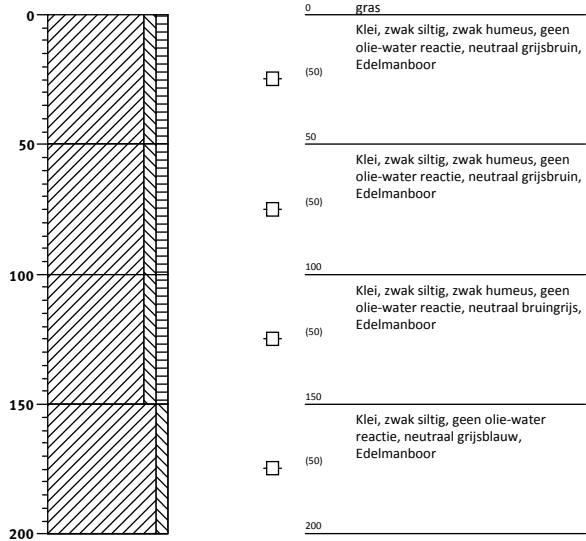 0
0 gras
Klei, zwak siltig, zwak humeus, geen
olie-water reactie, neutraal grijsbruin,
Edelmanboor
(50)
50
50
Klei, zwak siltig, zwak humeus, geen
olie-water reactie, neutraal grijsbruin,
Edelmanboor
(50)
100
100
Klei, zwak siltig, zwak humeus, geen
olie-water reactie, neutraal bruingrijs,
Edelmanboor
(50)
150
150
Klei, zwak siltig, geen olie-water
reactie, neutraal grijsblauw,
Edelmanboor
(50)
200
200